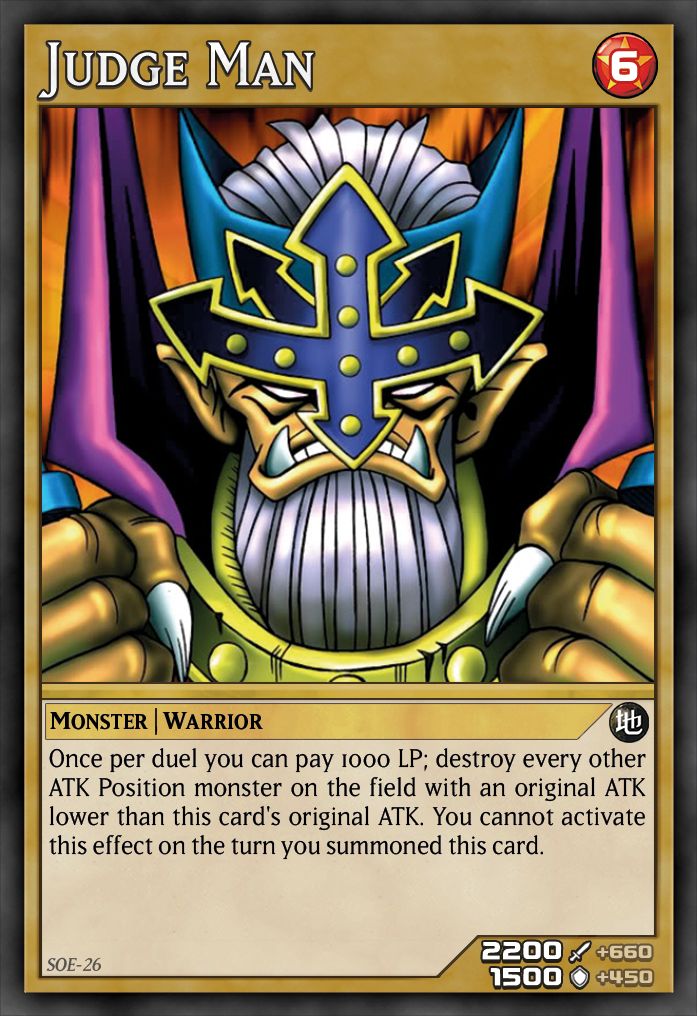 Judge Man
6
Monster | Warrior
Once per duel you can pay 1000 LP; destroy every other
ATK Position monster on the field with an original ATK
lower than this card's original ATK. You cannot activate
this effect on the turn you summoned this card.
2200 +660
SOE-26
1500 +450